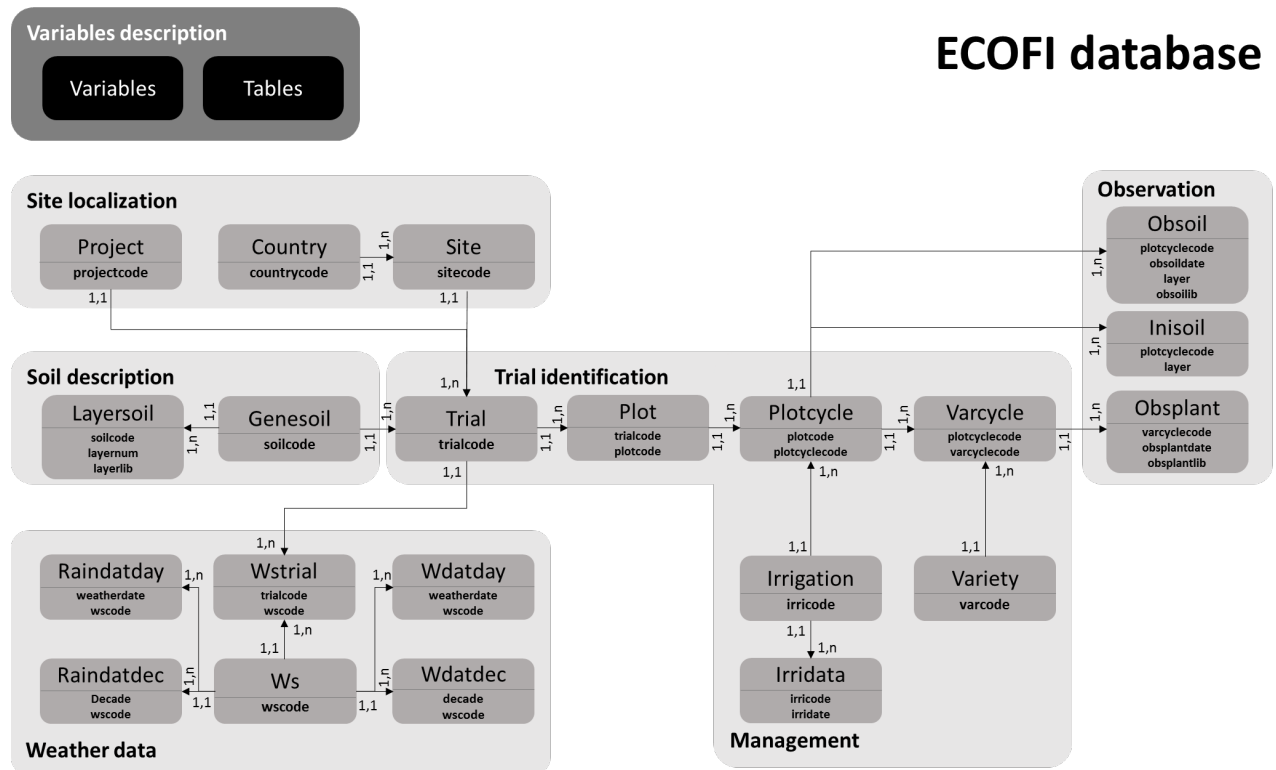 Variables description
Variables
Tables
ECOFI database
Site localization
Project
projectcode
1,1
Country
countrycode
1,1
1,n
Site
sitecode
1,1
Observation
Obsoil
plotcyclecode
obsoildate
layer
obsoilib
1,n
Inisoil
plotcyclecode
layer
1,n
Obsplant
varcyclecode
obsplantdate
obsplantlib
1,n
Soil description
Layersoil
soilcode
layernum
layerlib
1,n
1,1
Genesoil
soilcode
1,1
1,n
Trial identification
1,n
Trial
trialcode
1,1
1,1
1,n
Plot
trialcode
plotcode
1,1
1,n
1,1
Plotcycle
plotcode
plotcyclecode
1,n
1,1
1,n
Varcycle
plotcyclecode
varcyclecode
1,n
1,1
1,1
Irrigation
irricode
1,1
1,n
Irridata
irricode
irridate
1,1
Variety
varcode
Management
1,n
Raindatday
weatherdate
wscode
1,n
Wstrial
trialcode
wscode
1,n
1,1
1,n
Wdatday
weatherdate
wscode
Raindatdec
Decade
wscode
1,n
1,1
Ws
wscode
1,1
1,n
Wdatdec
decade
wscode
Weather data